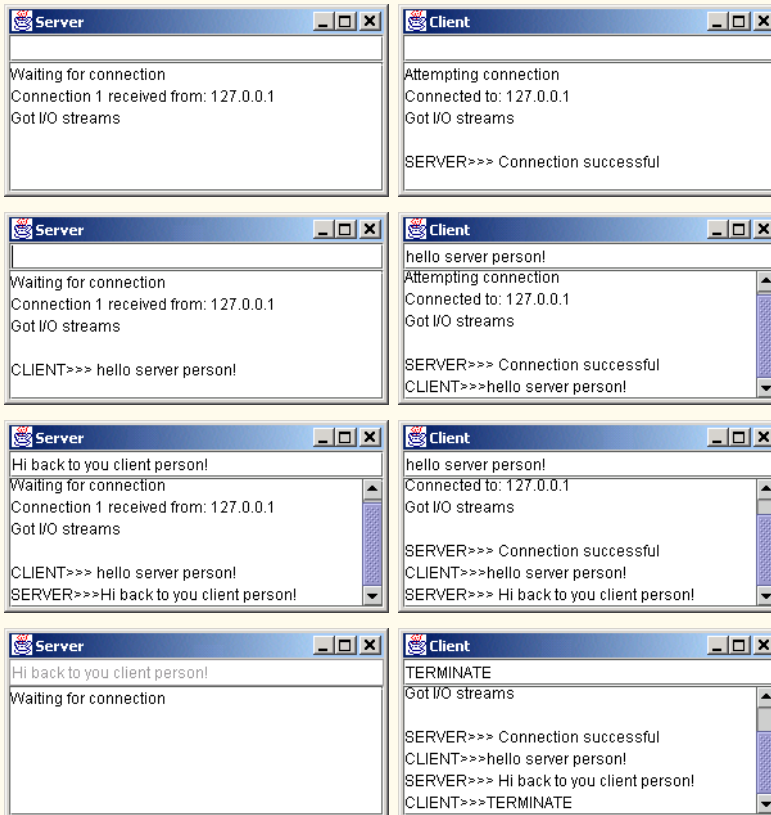 Server
Waiting for connection
Connection 1 received from: 127.0.0.1
Got I/O streams
Client
Attempting connection
Connected to: 127.0.0.1
Got I/O streams
SERVER>>> Connection successful
Server
Waiting for connection
Connection 1 received from: 127.0.0.1
Got I/O streams
CLIENT>>> hello server person!
Client
hello server person!
Attempting connection
Connected to: 127.0.0.1
Got I/O streams
SERVER>>> Connection successful
CLIENT>>>hello server person!
Server
Hi back to you client person!
Waiting for connection
Connection 1 received from: 127.0.0.1
Got I/O streams
CLIENT>>> hello server person!
SERVER>>>Hi back to you client person!
Client
hello server person!
Connected to: 127.0.0.1
Got I/O streams
SERVER>>> Connection successful
CLIENT>>>hello server person!
SERVER>>> Hi back to you client person!
Server
Hi back to you client person!
Waiting for connection
Client
TERMINATE
Got I/O streams
SERVER>>> Connection successful
CLIENT>>>hello server person!
SERVER>>> Hi back to you client person!
CLIENT>>>TERMINATE